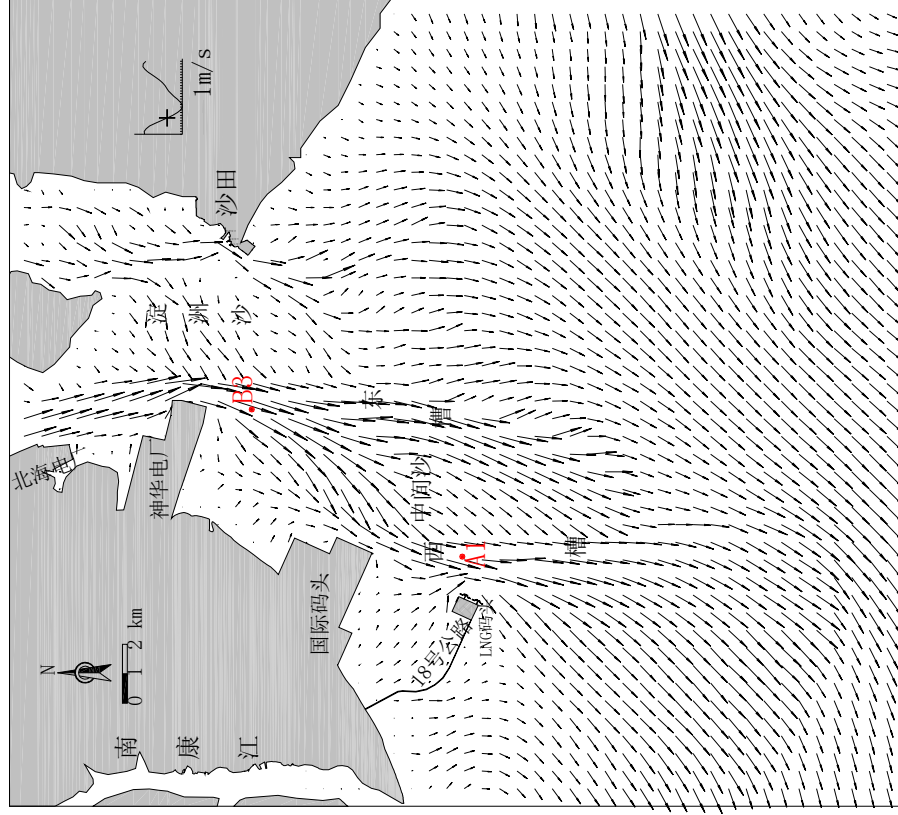 1m/s
沙田
淀洲沙
B3
东槽
北海电厂
神华电厂
中间沙
西槽
A1
国际码头
LNG码头
18号公路
N
0 1 2 km
南康江